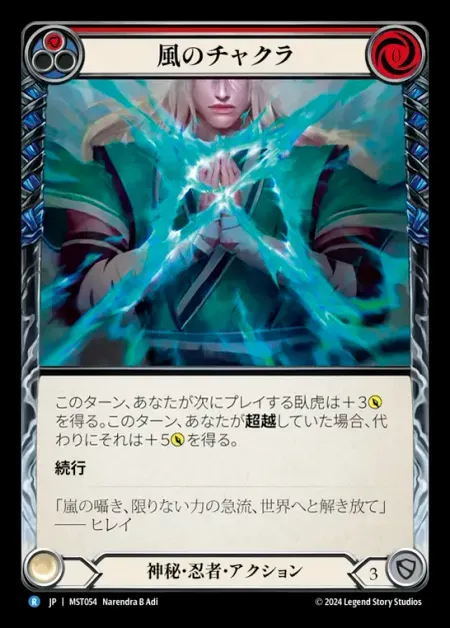 風のチャクラ
0
このターン、あなたが次にプレイする臥虎は＋3
を得る。このターン、あなたが超越していた場合、代
わりにそれは＋5を得る。
続行
「嵐の囁き、限りない力の急流、世界へと解き放て」
―― ヒレイ
神秘・忍者・アクション
3
R JP | MST054 Narendra B Adi
© 2024 Legend Story Studios